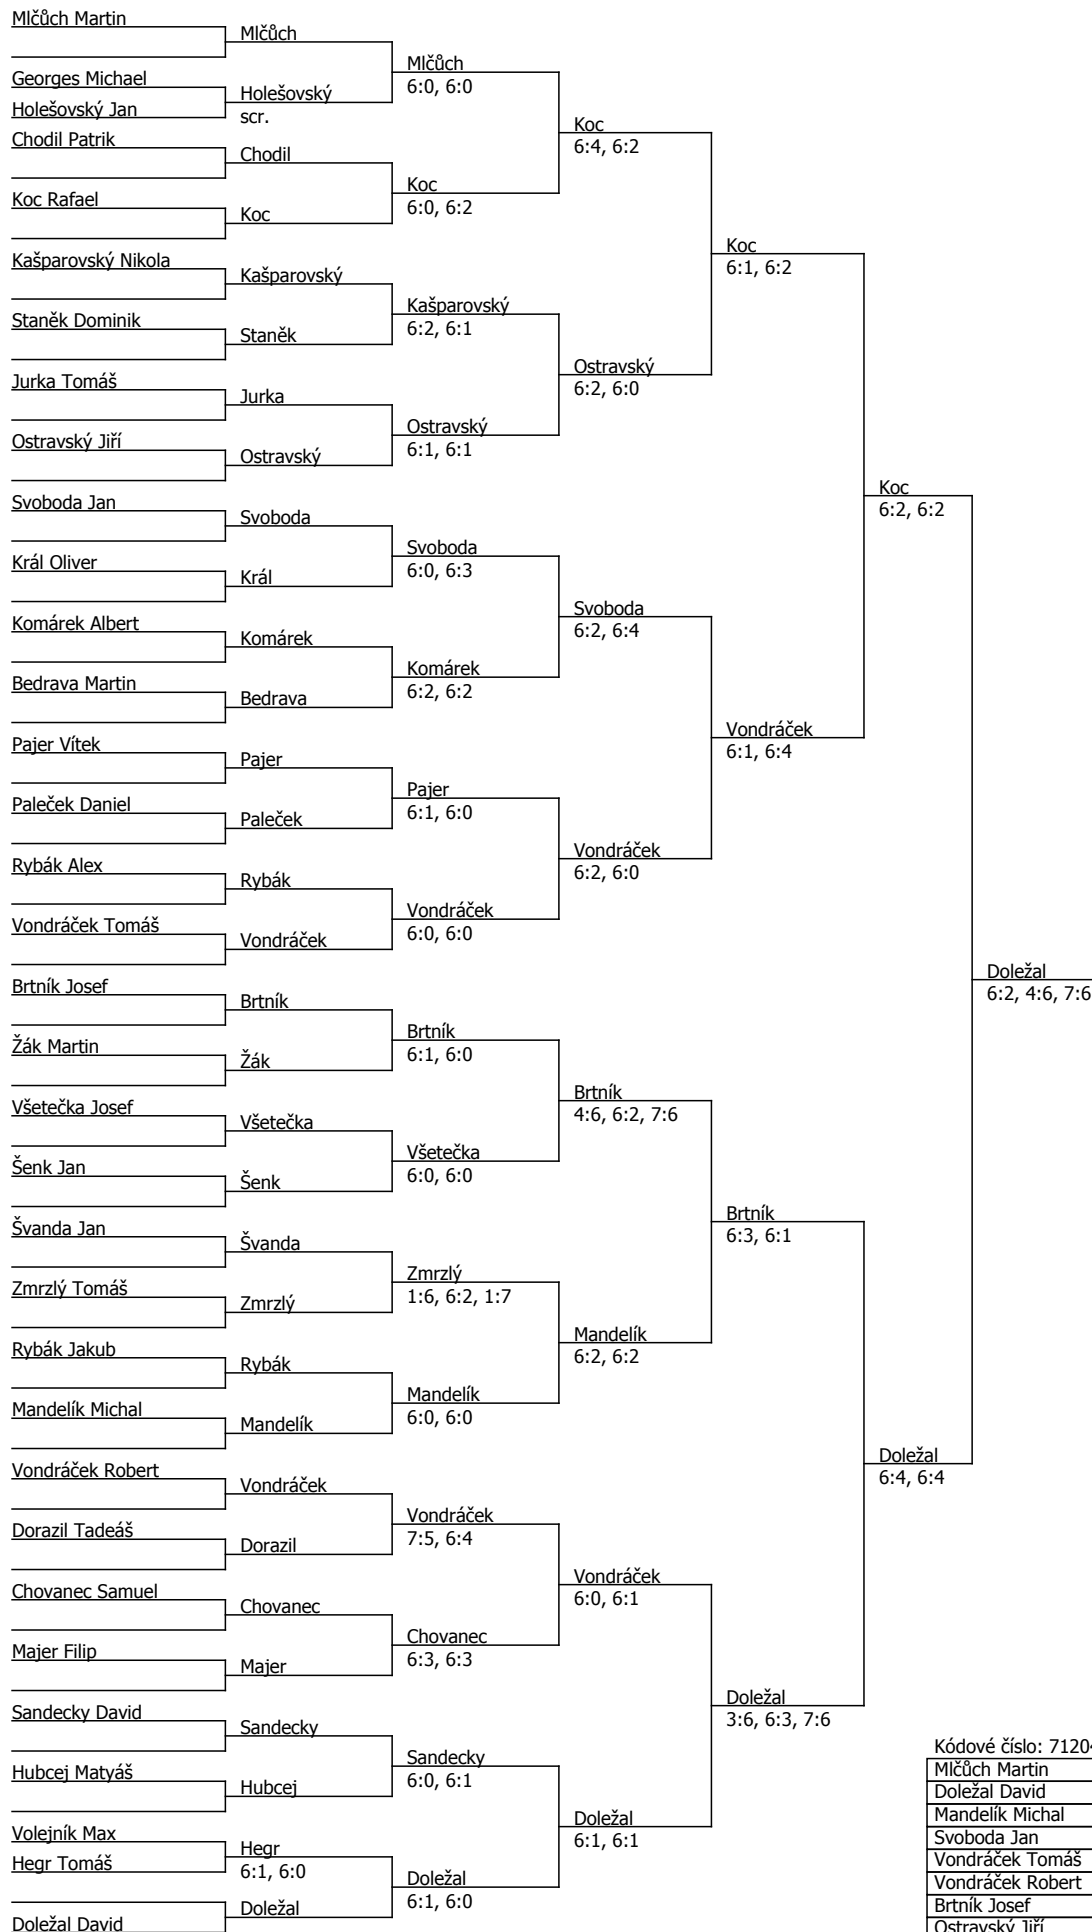 Mlčůch Martin
Georges Michael
Holešovský Jan
Chodil Patrik
Koc Rafael
Kašparovský Nikola
Staněk Dominik
Jurka Tomáš
Ostravský Jiří
Svoboda Jan
Král Oliver
Komárek Albert
Bedrava Martin
Pajer Vítek
Paleček Daniel
Rybák Alex
Vondráček Tomáš
Brtník Josef
Žák Martin
Všetečka Josef
Šenk Jan
Švanda Jan
Zmrzlý Tomáš
Rybák Jakub
Mandelík Michal
Vondráček Robert
Dorazil Tadeáš
Chovanec Samuel
Majer Filip
Sandecky David
Hubcej Matyáš
Volejník Max
Hegr Tomáš
Doležal David
Mlčůch
Holešovský
scr.
Chodil
Koc
Kašparovský
Staněk
Jurka
Ostravský
Svoboda
Král
Komárek
Bedrava
Pajer
Paleček
Rybák
Vondráček
Brtník
Žák
Všetečka
Šenk
Švanda
Zmrzlý
Rybák
Mandelík
Vondráček
Dorazil
Chovanec
Majer
Sandecky
Hubcej
Hegr
6:1, 6:0
Doležal
Mlčůch
6:0, 6:0
Koc
6:0, 6:2
Kašparovský
6:2, 6:1
Ostravský
6:1, 6:1
Svoboda
6:0, 6:3
Komárek
6:2, 6:2
Pajer
6:1, 6:0
Vondráček
6:0, 6:0
Brtník
6:1, 6:0
Všetečka
6:0, 6:0
Zmrzlý
1:6, 6:2, 1:7
Mandelík
6:0, 6:0
Vondráček
7:5, 6:4
Chovanec
6:3, 6:3
Sandecky
6:0, 6:1
Doležal
6:1, 6:0
Koc
6:4, 6:2
Ostravský
6:2, 6:0
Svoboda
6:2, 6:4
Vondráček
6:2, 6:0
Brtník
4:6, 6:2, 7:6
Mandelík
6:2, 6:2
Vondráček
6:0, 6:1
Doležal
6:1, 6:1
Koc
6:1, 6:2
Vondráček
6:1, 6:4
Brtník
6:3, 6:1
Doležal
3:6, 6:3, 7:6
Koc
6:2, 6:2
Doležal
6:4, 6:4
Doležal
6:2, 4:6, 7:6
Kódové číslo: 71204
Mlčůch Martin
Doležal David
Mandelík Michal
Svoboda Jan
Vondráček Tomáš
Vondráček Robert
Brtník Josef
Ostravský Jiří